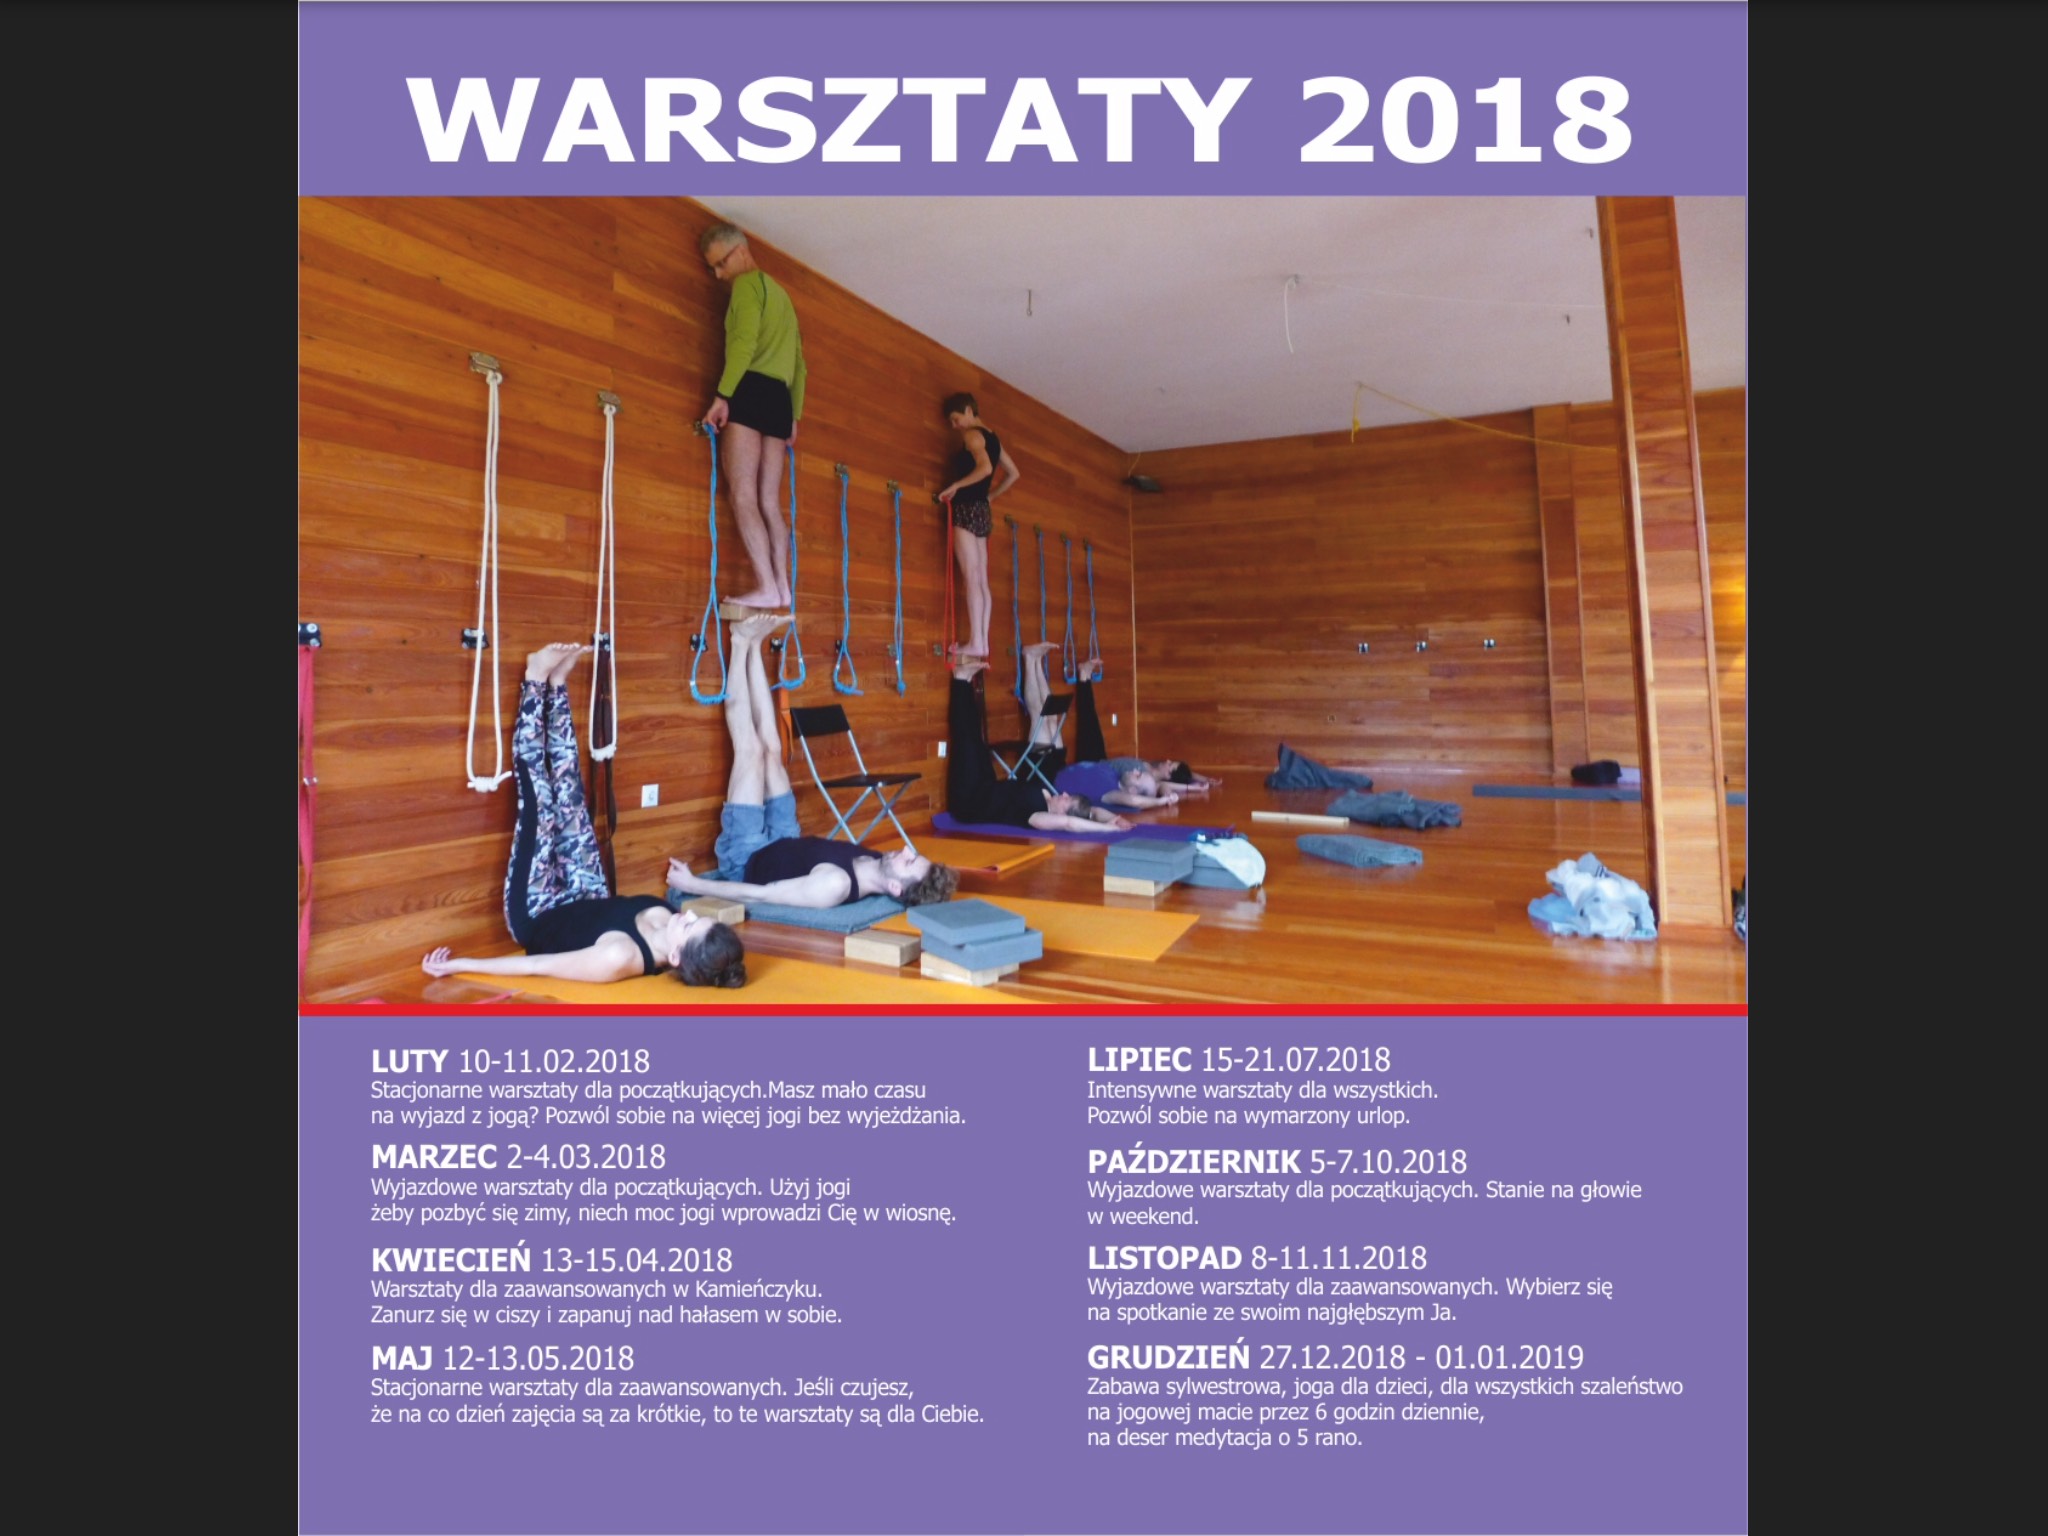 WARSZTATY 2018
LUTY 10-11.02.2018
Stacjonarne warsztaty dla początkujących.Masz mało czasu
na wyjazd z jogą? Pozwól sobie na więcej jogi bez wyjeżdżania.
MARZEC 2-4.03.2018
Wyjazdowe warsztaty dla początkujących. Użyj jogi
żeby pozbyć się zimy, niech moc jogi wprowadzi Cię w wiosnę.
KWIECIEŃ 13-15.04.2018
Warsztaty dla zaawansowanych w Kamieńczyku.
Zanurz się w ciszy i zapanuj nad hałasem w sobie.
MAJ 12-13.05.2018
Stacjonarne warsztaty dla zaawansowanych. Jeśli czujesz,
że na co dzień zajęcia są za krótkie, to te warsztaty są dla Ciebie.
LIPIEC 15-21.07.2018
Intensywne warsztaty dla wszystkich.
Pozwól sobie na wymarzony urlop.
PAŹDZIERNIK 5-7.10.2018
Wyjazdowe warsztaty dla początkujących. Stanie na głowie
w weekend.
LISTOPAD 8-11.11.2018
Wyjazdowe warsztaty dla zaawansowanych. Wybierz się
na spotkanie ze swoim najgłębszym Ja.
GRUDZIEŃ 27.12.2018 - 01.01.2019
Zabawa sylwestrowa, joga dla dzieci, dla wszystkich szaleństwo
na jogowej macie przez 6 godzin dziennie,
na deser medytacja o 5 rano.